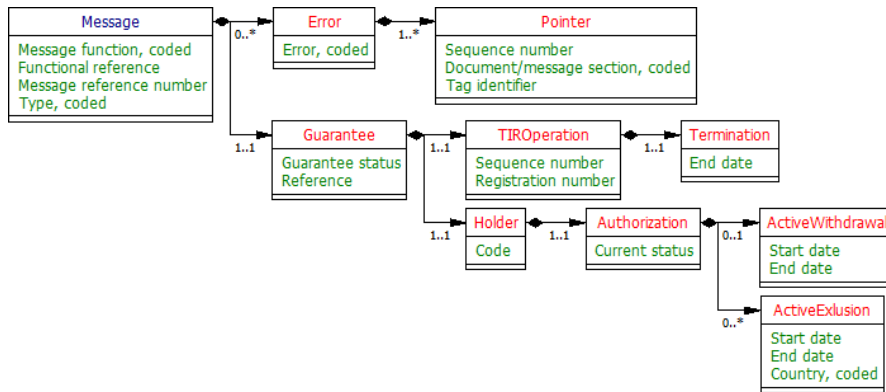 Message
Message function, coded
Functional reference
Message reference number
Type, coded
0..*
Error
Error, coded
1..*
Pointer
Sequence number
Document/message section, coded
Tag identifier
1..1
Guarantee
Guarantee status
Reference
1..1
TIROperation
Sequence number
Registration number
1..1
Termination
End date
1..1
Holder
Code
1..1
Authorization
Current status
0..1
ActiveWithdrawal
Start date
End date
0..*
ActiveExlusion
Start date
End date
Country, coded